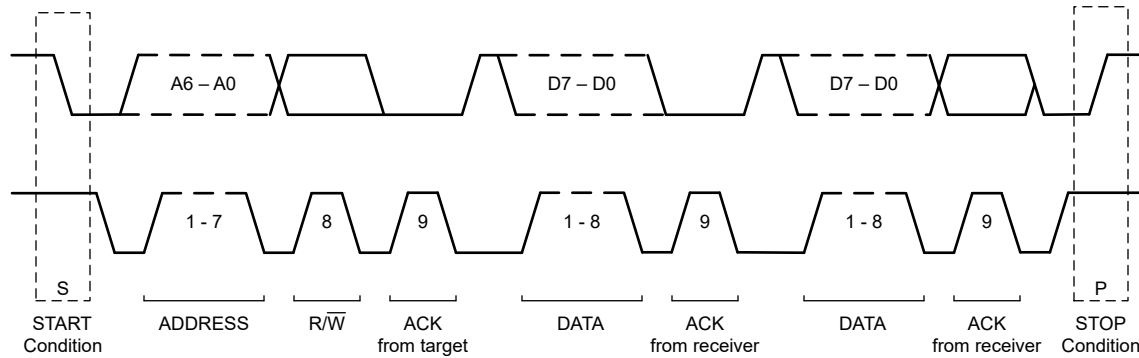 A6 – A0
D7 – D0
D7 – D0
1 - 7
8
9
1 - 8
9
1 - 8
9
S
P
START
Condition
ADDRESS
R/W̅
ACK
from target
DATA
ACK
from receiver
DATA
ACK
from receiver
STOP
Condition